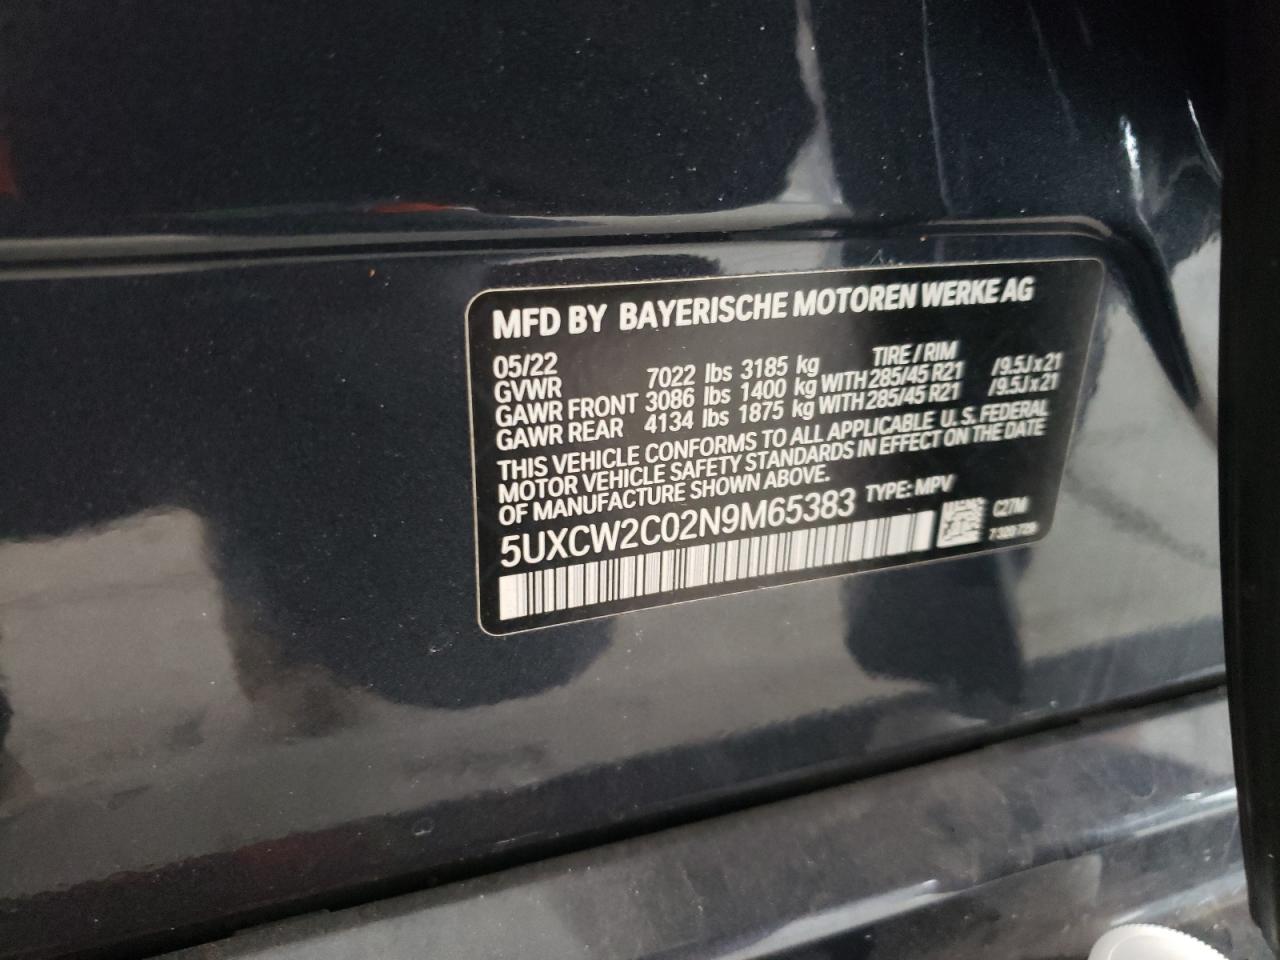 MFD BY BAYERISCHE MOTOREN WERKE AG
05/22 TIRE / RIM
GVWR 7022 lbs 3185 kg
GAWR FRONT 3086 lbs 1400 kg WITH 285/45 R21 /9.5J x 21
GAWR REAR 4134 lbs 1875 kg WITH 285/45 R21 /9.5J x 21
THIS VEHICLE CONFORMS TO ALL APPLICABLE U. S. FEDERAL
MOTOR VEHICLE SAFETY STANDARDS IN EFFECT ON THE DATE
OF MANUFACTURE SHOWN ABOVE.
5UXCW2C02N9M65383 TYPE: MPV
C27M